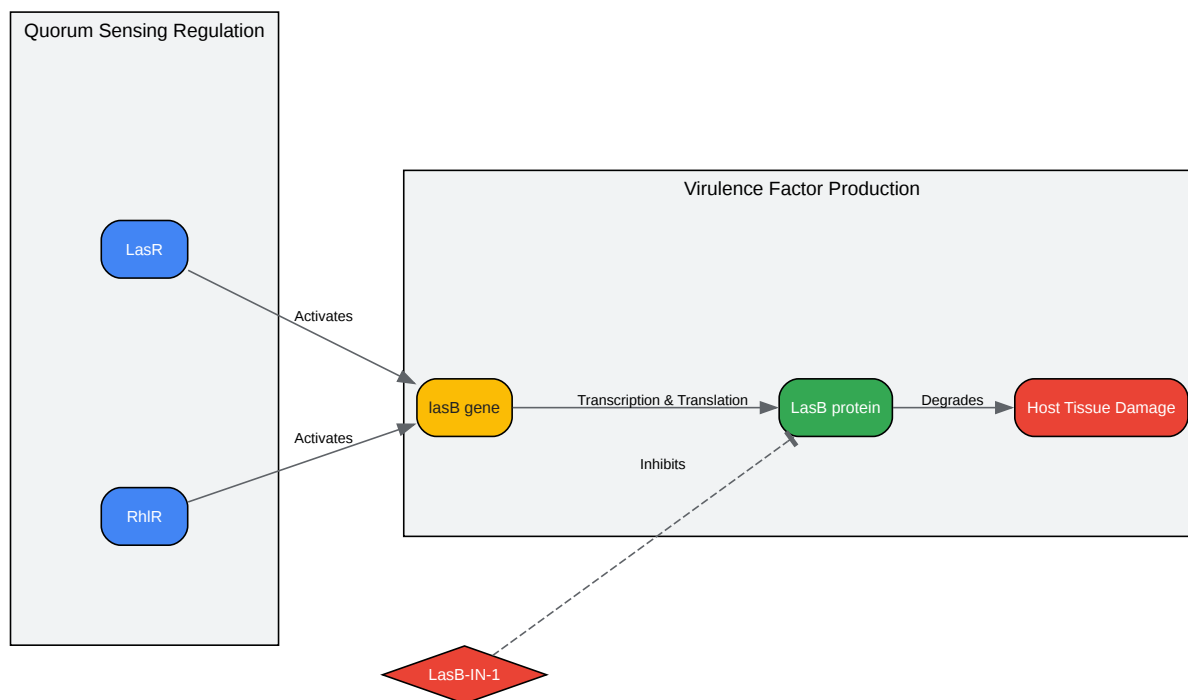 Quorum Sensing Regulation
Virulence Factor Production
LasR
Activates
lasB gene
Transcription & Translation
LasB protein
Degrades
Host Tissue Damage
Activates
Inhibits
RhlR
LasB-IN-1